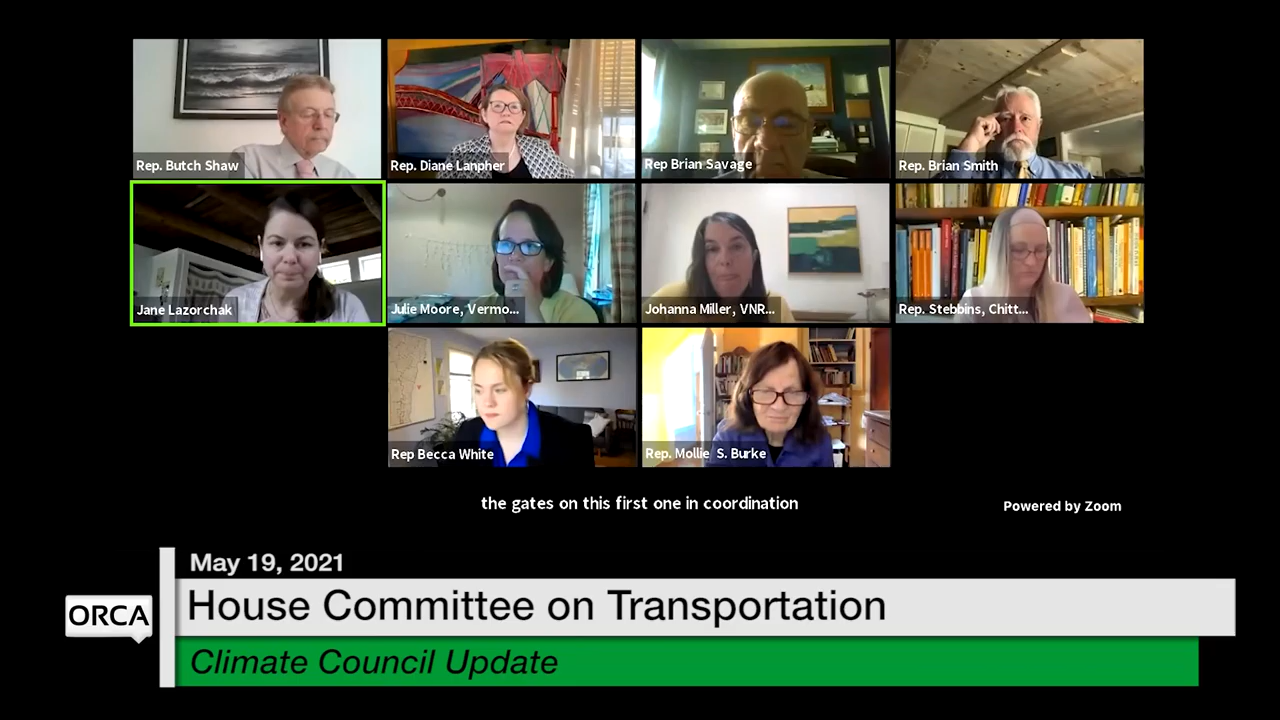 Rep. Butch Shaw
Rep. Diane Lanpher
Rep Brian Savage
Rep. Brian Smith
Jane Lazorchak
Julie Moore, Vermo...
Johanna Miller, VNR...
Rep. Stebbins, Chitt...
Rep Becca White
Rep. Mollie S. Burke
the gates on this first one in coordination
Powered by Zoom
May 19, 2021
ORCA
House Committee on Transportation
Climate Council Update